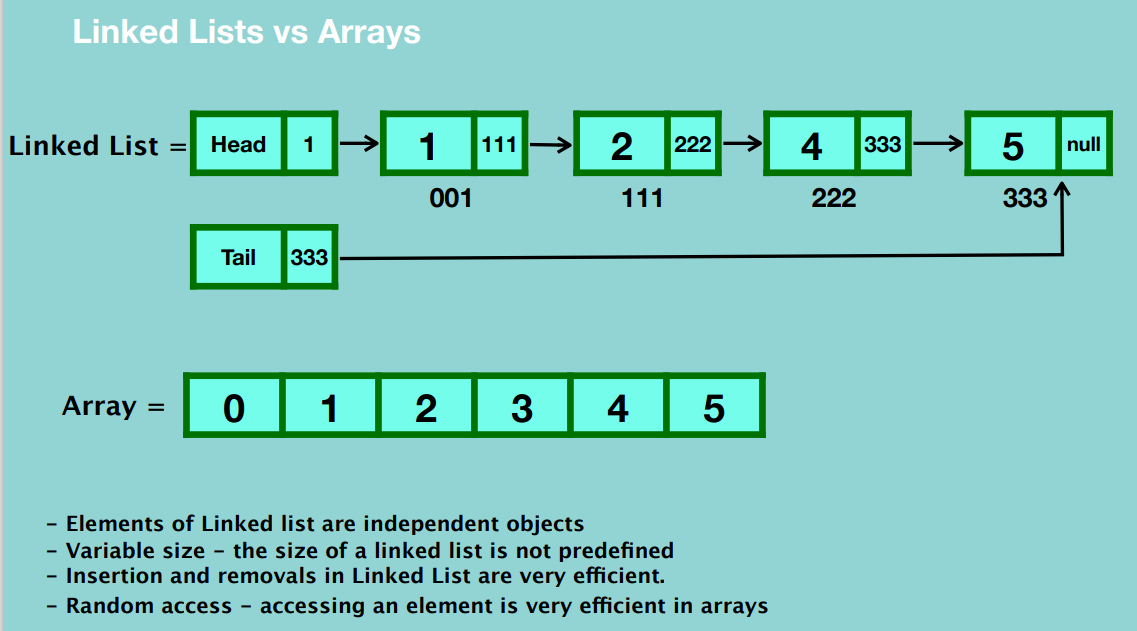 Linked Lists vs Arrays
Linked List = Head 1 1 111 2 222 4 333 5 null
001 111 222 333
Tail 333
Array = 0 1 2 3 4 5
– Elements of Linked list are independent objects
– Variable size – the size of a linked list is not predefined
– Insertion and removals in Linked List are very efficient.
– Random access – accessing an element is very efficient in arrays